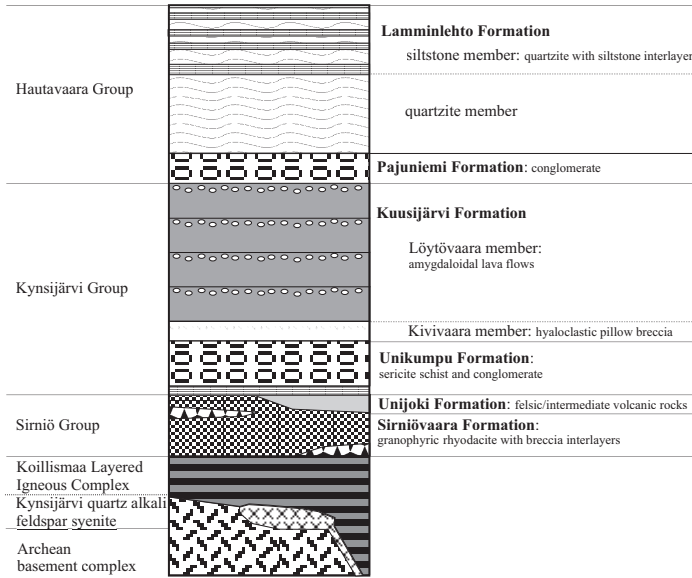 Hautavaara Group
Lamminlehto Formation
siltstone member: quartzite with siltstone interlayer
quartzite member
Pajuniemi Formation: conglomerate
Kynsijärvi Group
Kuusijärvi Formation
Löytövaara member:
amygdaloidal lava flows
Kivivaara member: hyaloclastic pillow breccia
Unikumpu Formation:
sericite schist and conglomerate
Sirniö Group
Unijoki Formation: felsic/intermediate volcanic rocks
Sirniövaara Formation:
granophyric rhyodacite with breccia interlayers
Koillismaa Layered
Igneous Complex
Kynsijärvi quartz alkali
feldspar syenite
Archean
basement complex